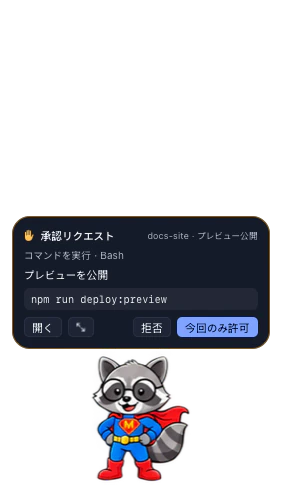 承認リクエスト docs-site · プレビュー公開
コマンドを実行 · Bash
プレビューを公開
npm run deploy:preview
開く 拒否 今回のみ許可
M